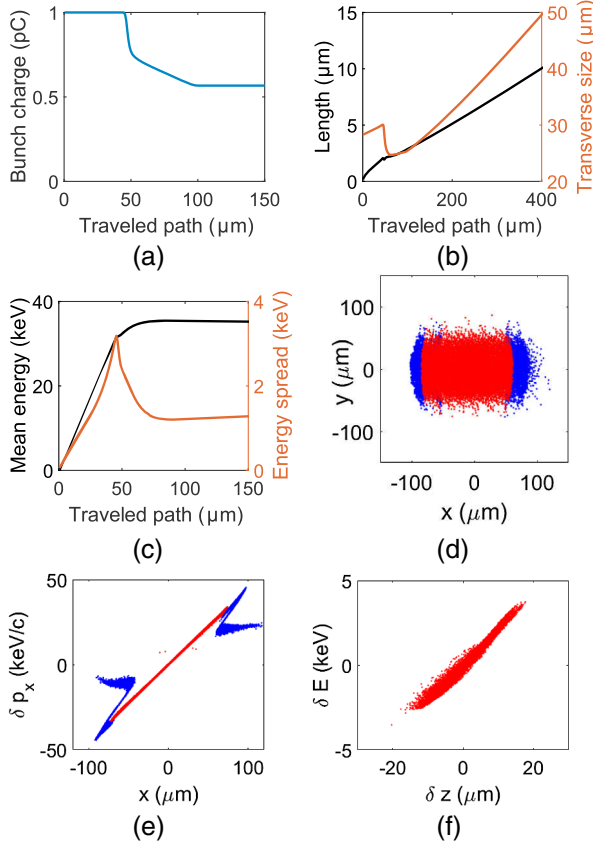 1
0.5
0
Bunch charge (pC)
0 50 100 150
Traveled path (μm)
(a)
15
10
5
0
Length (μm)
50
40
30
20
Transverse size (μm)
0 200 400
Traveled path (μm)
(b)
40
20
0
Mean energy (keV)
4
2
0
Energy spread (keV)
0 50 100 150
Traveled path (μm)
(c)
100
0
-100
y (μm)
-100 0 100
x (μm)
(d)
50
0
-50
δ pₓ (keV/c)
-100 0 100
x (μm)
(e)
5
0
-5
δ E (keV)
-20 0 20
δ z (μm)
(f)